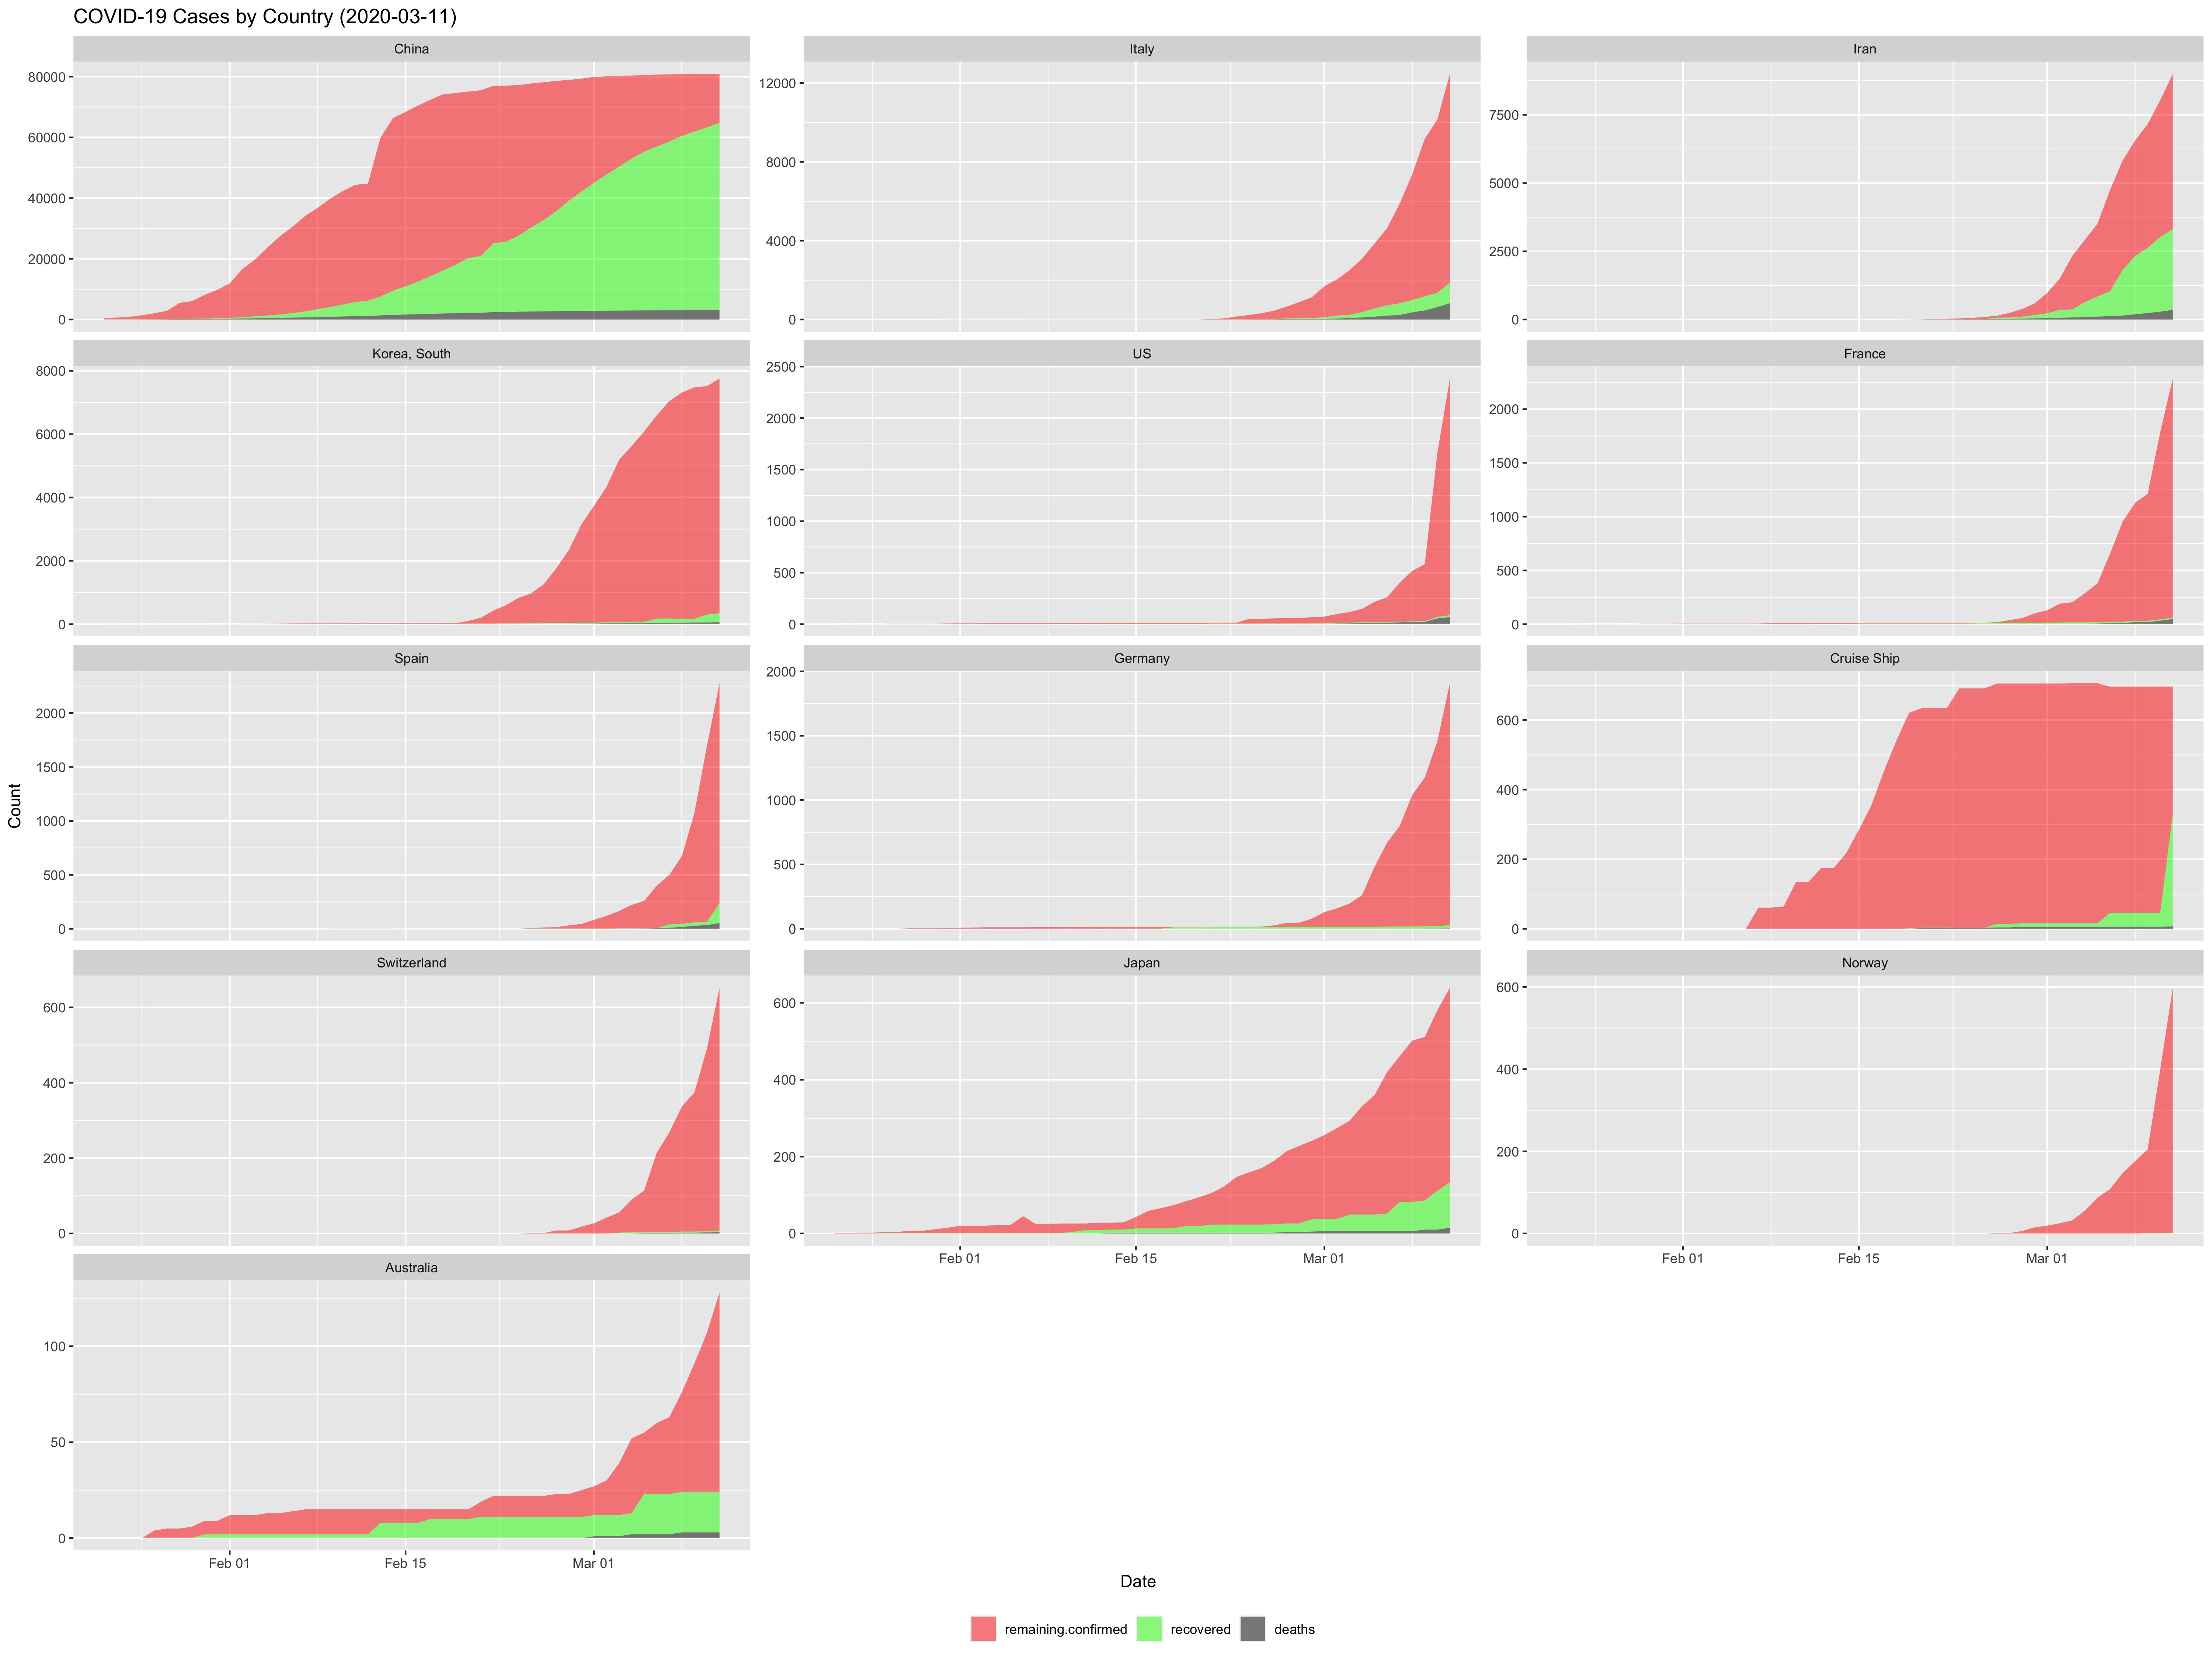 COVID-19 Cases by Country (2020-03-11)
China
Italy
Iran
80000
60000
40000
20000
0
12000
8000
4000
0
7500
5000
2500
0
Korea, South
US
France
8000
6000
4000
2000
0
2500
2000
1500
1000
500
0
2000
1500
1000
500
0
Spain
Germany
Cruise Ship
2000
1500
1000
500
0
2000
1500
1000
500
0
600
400
200
0
Count
Switzerland
Japan
Norway
600
400
200
0
600
400
200
0
600
400
200
0
Feb 01 Feb 15 Mar 01
Feb 01 Feb 15 Mar 01
Australia
100
50
0
Feb 01 Feb 15 Mar 01
Date
remaining.confirmed recovered deaths